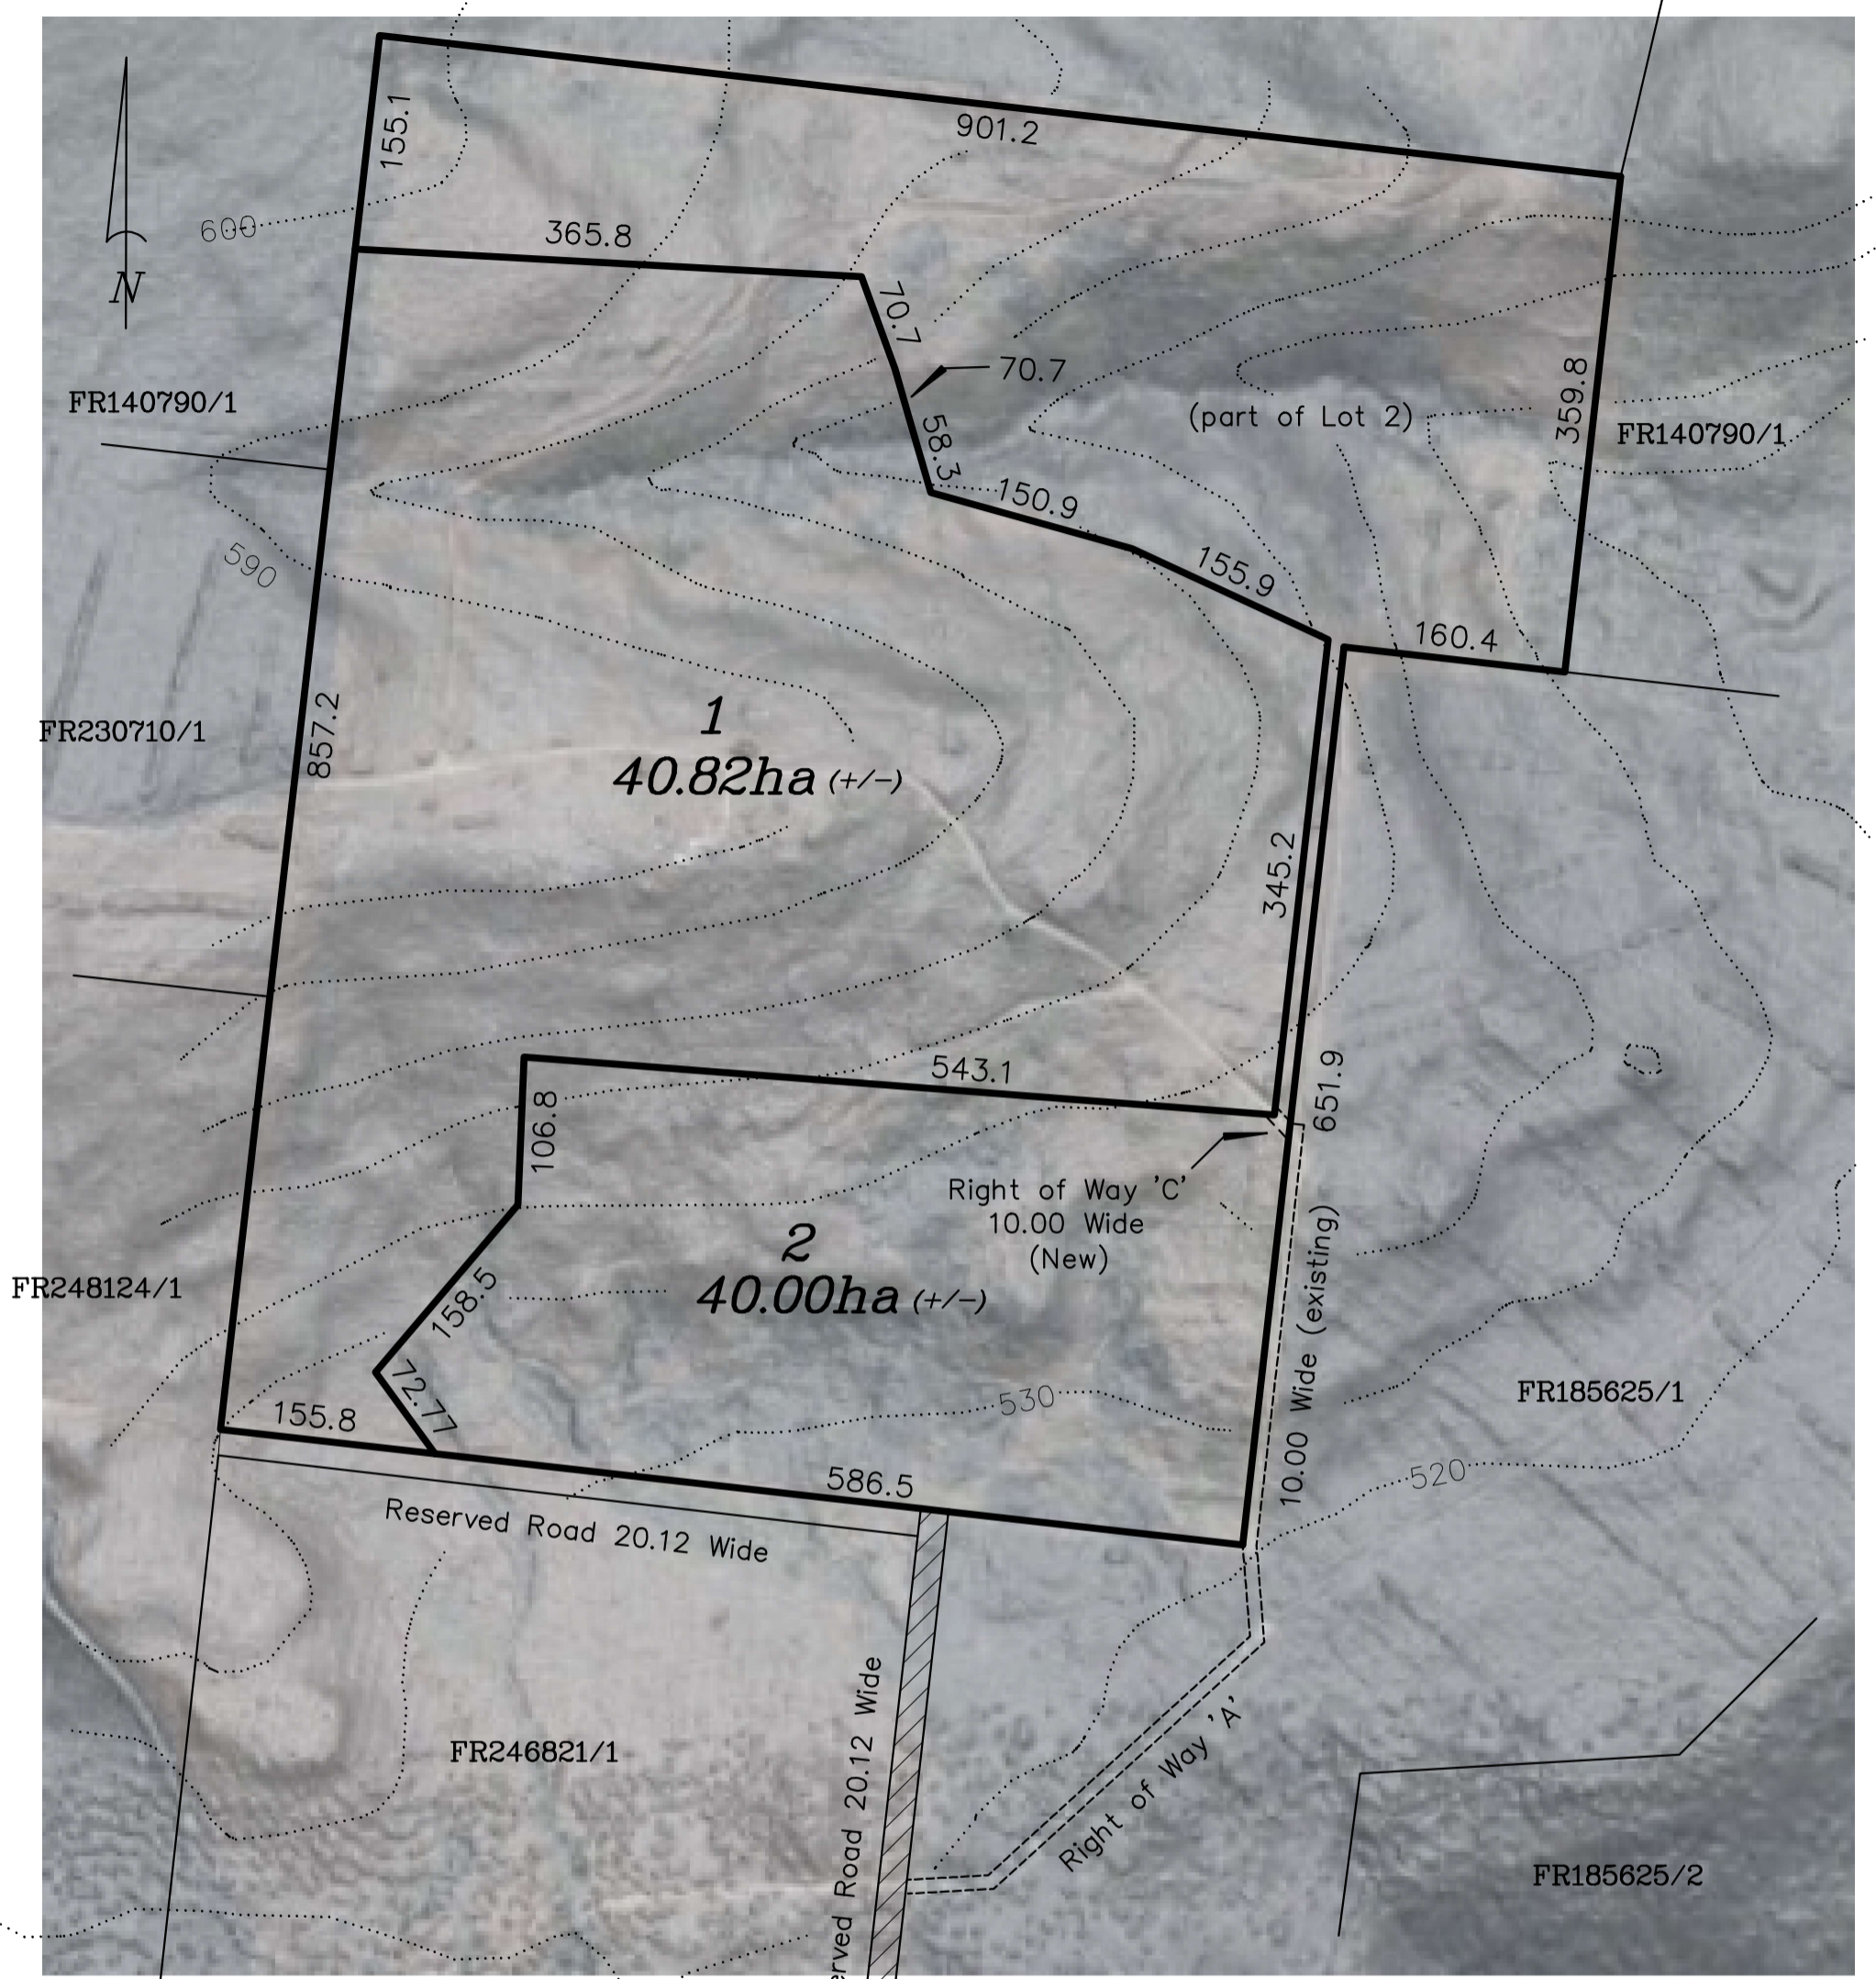 901.2
155.1
600
365.8
N
70.7
70.7
FR140790/1
(part of Lot 2)
359.8
FR140790/1
58.3
150.9
155.9
590
160.4
857.2
1
FR230710/1
40.82ha (+/-)
345.2
543.1
651.9
106.8
Right of Way 'C'
10.00 Wide
(New)
2
FR248124/1
40.00ha (+/-)
158.5
10.00 Wide (existing)
72.77
530
FR185625/1
155.8
586.5
520
Reserved Road 20.12 Wide
erved Road 20.12 Wide
FR246821/1
Right of Way 'A'
FR185625/2